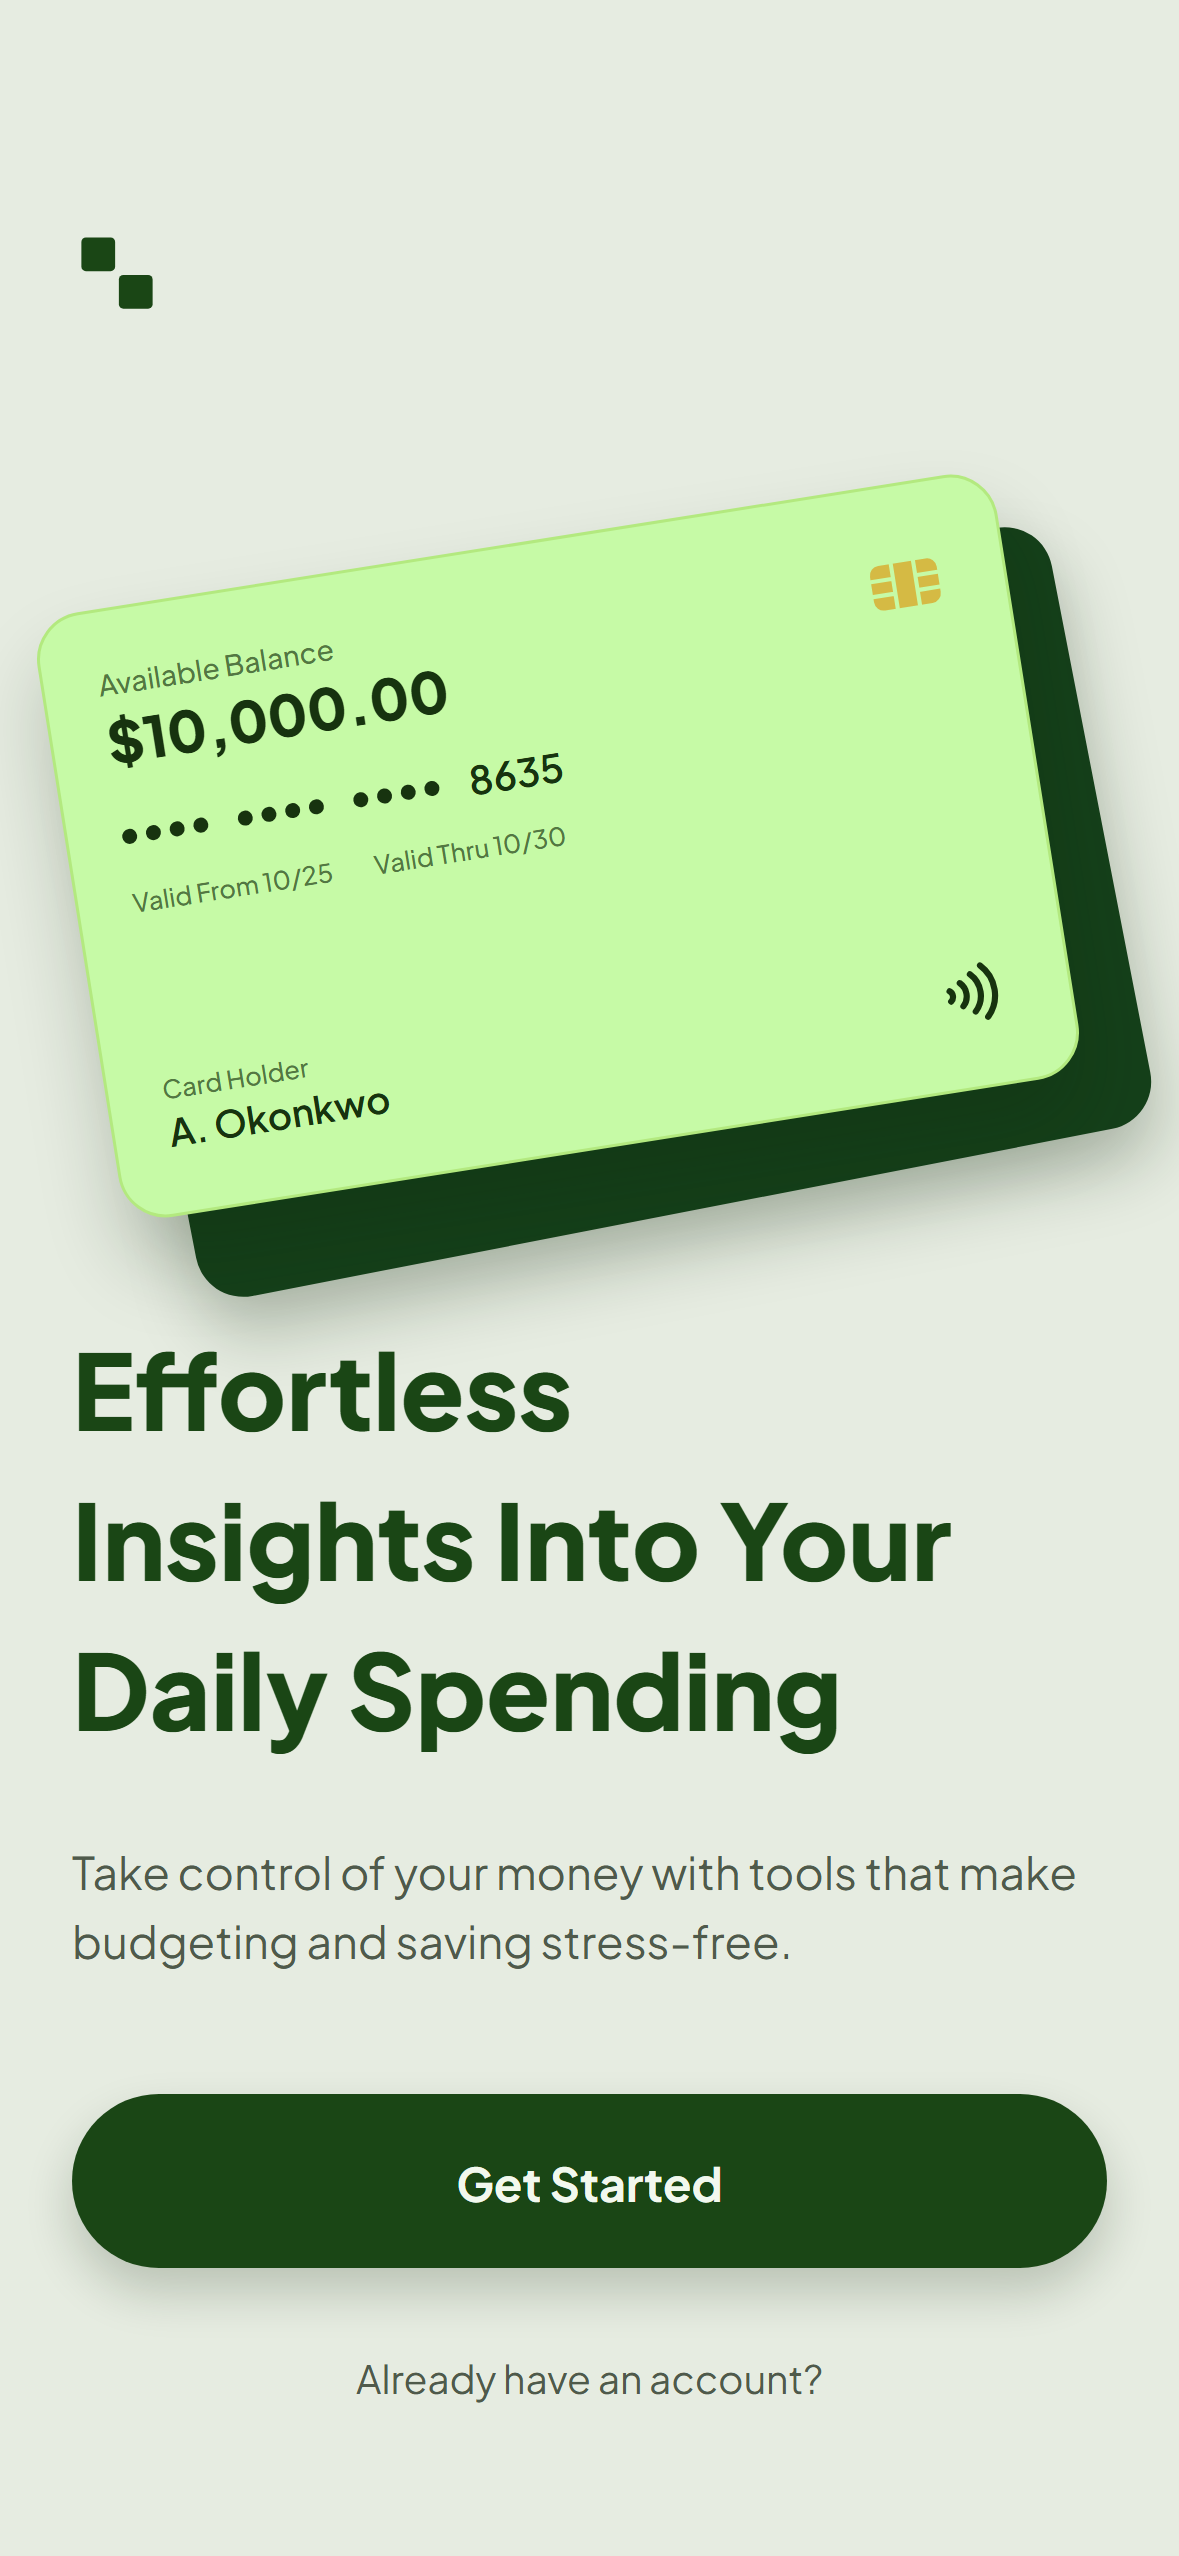 Available Balance
$10,000.00
•••• •••• •••• 8635
Valid From 10/25 Valid Thru 10/30
Card Holder
A. Okonkwo
Effortless
Insights Into Your
Daily Spending
Take control of your money with tools that make
budgeting and saving stress-free.
Get Started
Already have an account?